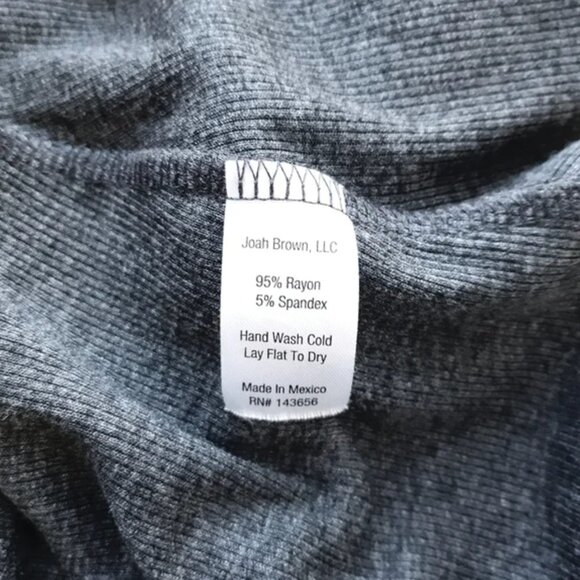 Joah Brown, LLC
95% Rayon
5% Spandex
Hand Wash Cold
Lay Flat To Dry
Made In Mexico
RN# 143656